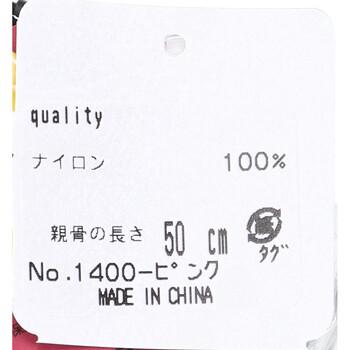 quality
ナイロン 100%
親骨の長さ 50 cm
タグ
No.1400-ピンク
MADE IN CHINA